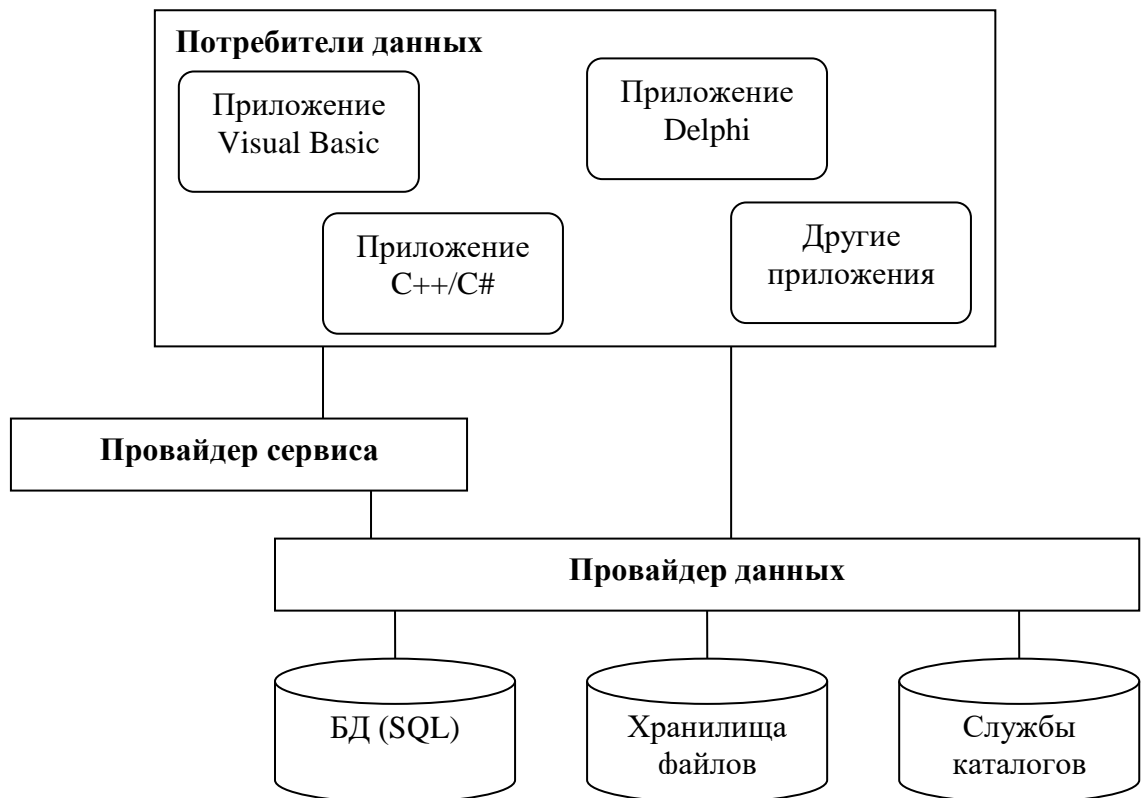 Потребители данных
Приложение
Visual Basic
Приложение
Delphi
Приложение
C++/C#
Другие
приложения
Провайдер сервиса
Провайдер данных
БД (SQL)
Хранилища
файлов
Службы
каталогов